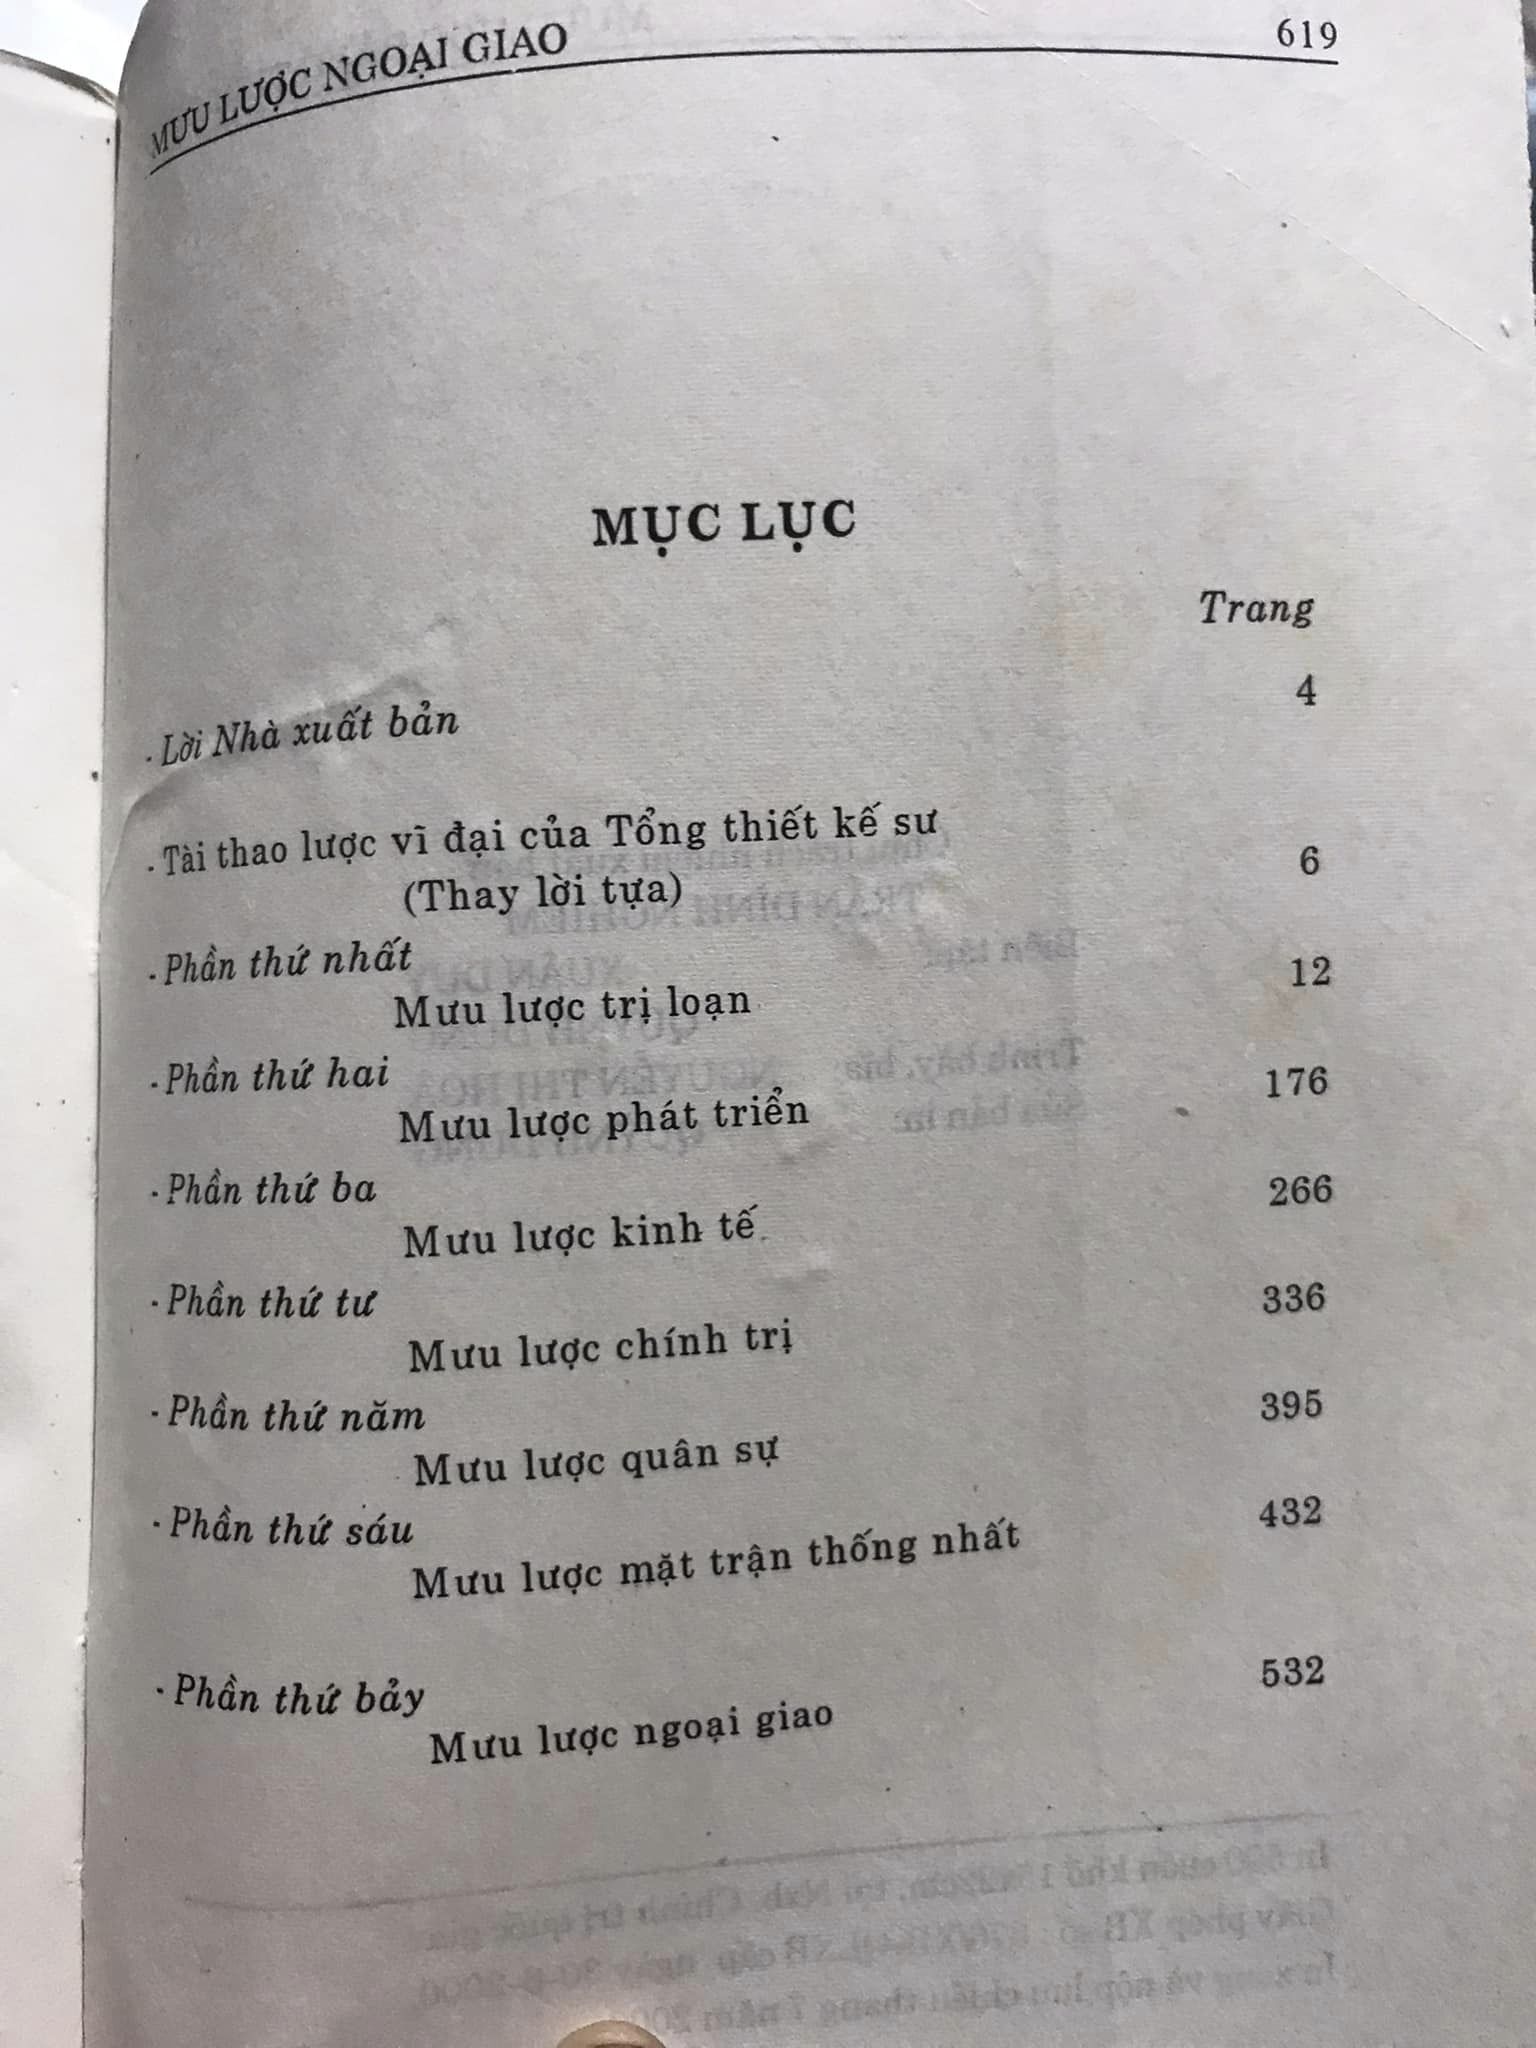 MƯU LƯỢC NGOẠI GIAO 619
MỤC LỤC
Trang
- Lời Nhà xuất bản 4
- Tài thao lược vĩ đại của Tổng thiết kế sư
(Thay lời tựa) 6
- Phần thứ nhất 12
Mưu lược trị loạn
- Phần thứ hai 176
Mưu lược phát triển
- Phần thứ ba 266
Mưu lược kinh tế
- Phần thứ tư 336
Mưu lược chính trị
- Phần thứ năm 395
Mưu lược quân sự
- Phần thứ sáu 432
Mưu lược mặt trận thống nhất
- Phần thứ bảy 532
Mưu lược ngoại giao